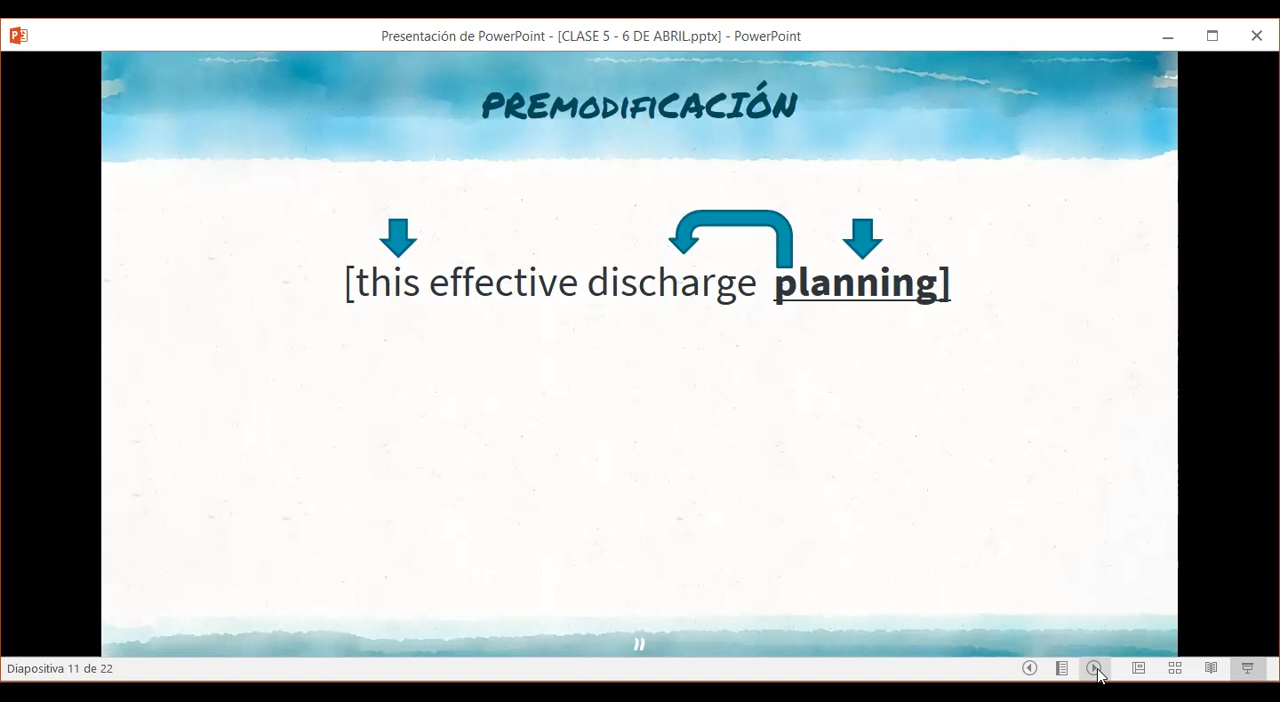 Presentación de PowerPoint - [CLASE 5 - 6 DE ABRIL.pptx] - PowerPoint
PREMODIFICACIÓN
[this effective discharge planning]
11
Diapositiva 11 de 22